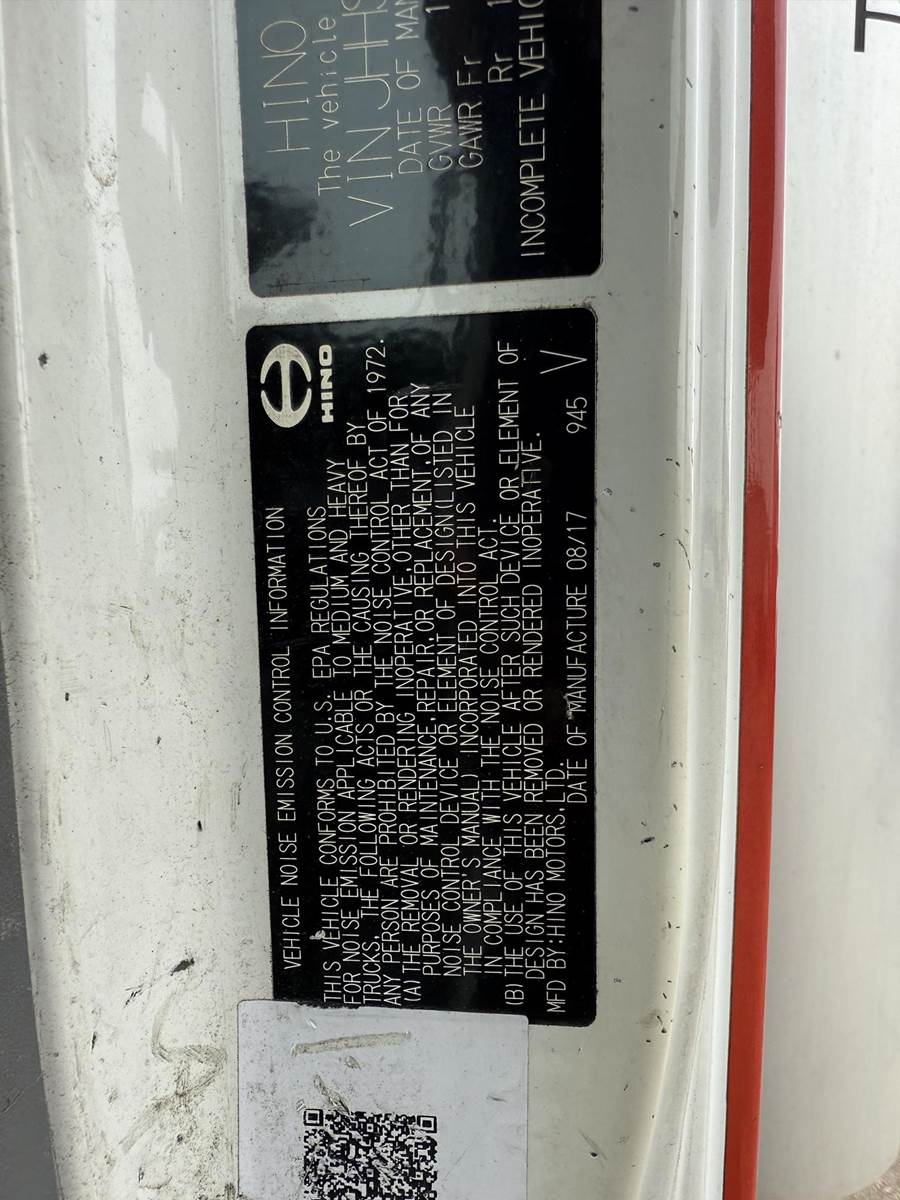 HINO
The vehicle
VIN JHHS
DATE OF MAN
GVWR 1
GAWR Fr
Rr 1
INCOMPLETE VEHIC
HINO
VEHICLE NOISE EMISSION CONTROL INFORMATION
THIS VEHICLE CONFORMS TO U.S. EPA REGULATIONS
FOR NOISE EMISSION APPLICABLE TO MEDIUM AND HEAVY
TRUCKS. THE FOLLOWING ACTS OR THE CAUSING THEREOF BY
ANY PERSON ARE PROHIBITED BY THE NOISE CONTROL ACT OF 1972.
(A) THE REMOVAL OR RENDERING INOPERATIVE,OTHER THAN FOR
PURPOSES OF MAINTENANCE,REPAIR,OR REPLACEMENT,OF ANY
NOISE CONTROL DEVICE OR ELEMENT OF DESIGN(LISTED IN
THE OWNER'S MANUAL) INCORPORATED INTO THIS VEHICLE
IN COMPLIANCE WITH THE NOISE CONTROL ACT.
(B) THE USE OF THIS VEHICLE AFTER SUCH DEVICE OR ELEMENT OF
DESIGN HAS BEEN REMOVED OR RENDERED INOPERATIVE.
MFD BY:HINO MOTORS, LTD.
DATE OF MANUFACTURE 08/17 945 V